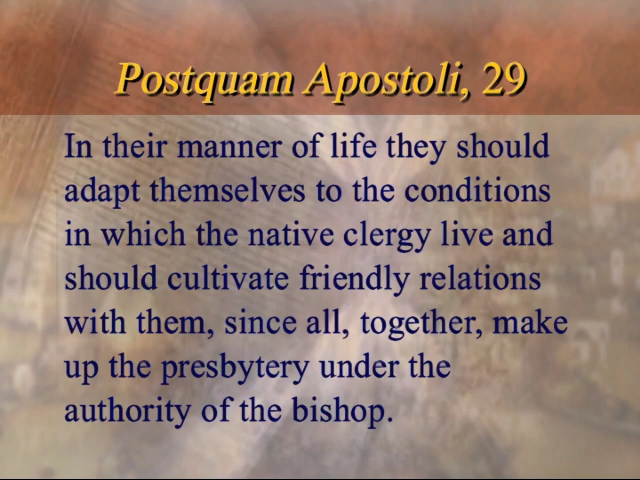 Postquam Apostoli, 29
In their manner of life they should
adapt themselves to the conditions
in which the native clergy live and
should cultivate friendly relations
with them, since all, together, make
up the presbytery under the
authority of the bishop.